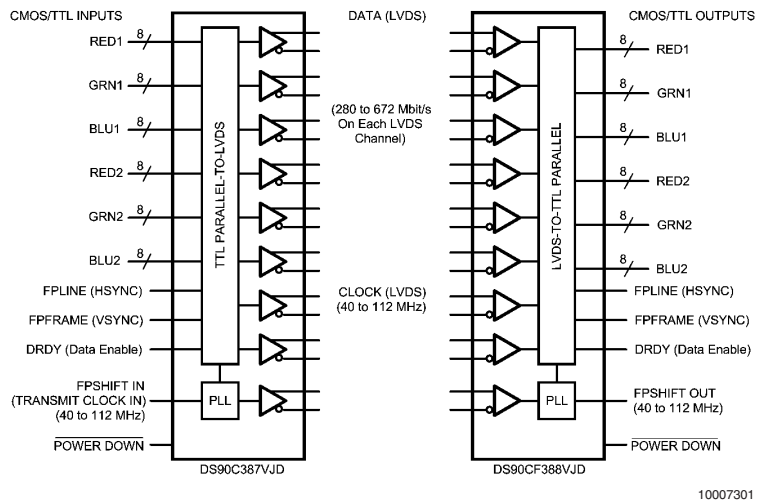 CMOS/TTL INPUTS
DATA (LVDS)
CMOS/TTL OUTPUTS
8
RED1
8
GRN1
8
BLU1
8
RED2
8
GRN2
8
BLU2
FPLINE (HSYNC)
FPFRAME (VSYNC)
DRDY (Data Enable)
FPSHIFT IN
(TRANSMIT CLOCK IN)
(40 to 112 MHz)
POWER DOWN
TTL PARALLEL-TO-LVDS
PLL
DS90C387VJD
(280 to 672 Mbit/s
On Each LVDS
Channel)
CLOCK (LVDS)
(40 to 112 MHz)
LVDS-TO-TTL PARALLEL
PLL
DS90CF388VJD
8
RED1
8
GRN1
8
BLU1
8
RED2
8
GRN2
8
BLU2
FPLINE (HSYNC)
FPFRAME (VSYNC)
DRDY (Data Enable)
FPSHIFT OUT
(40 to 112 MHz)
POWER DOWN
10007301